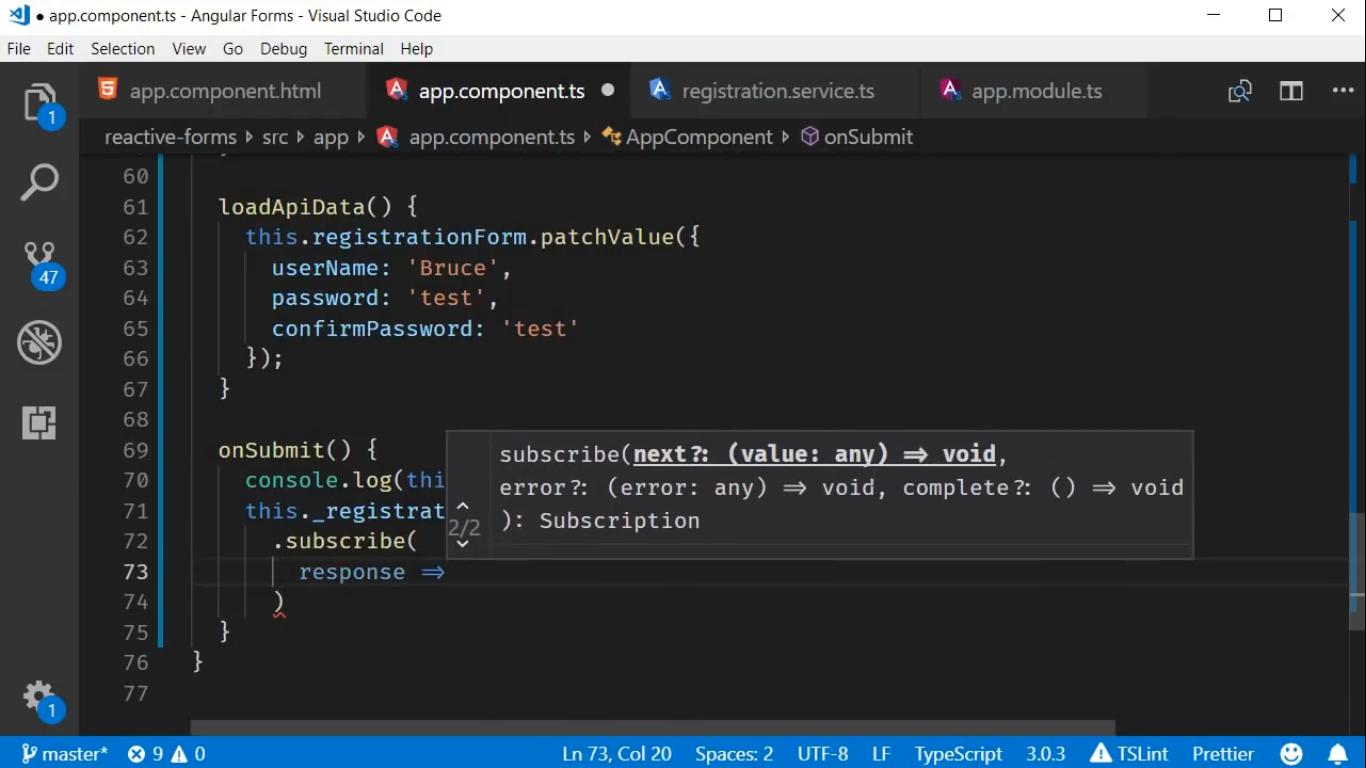 ● app.component.ts - Angular Forms - Visual Studio Code
File Edit Selection View Go Debug Terminal Help
app.component.html app.component.ts ● registration.service.ts app.module.ts ...
reactive-forms ▸ src ▸ app ▸ app.component.ts ▸ AppComponent ▸ onSubmit
60
61 loadApiData() {
62 this.registrationForm.patchValue({
63 userName: 'Bruce',
64 password: 'test',
65 confirmPassword: 'test'
66 });
67 }
68
69 onSubmit() {
70 console.log(thi
71 this._registrat
72 .subscribe(
73 response ⇒
74 )
75 }
76 }
77
subscribe(next?: (value: any) ⇒ void,
error?: (error: any) ⇒ void, complete?: () ⇒ void
): Subscription
2/2
1
47
1
master* 9 0 Ln 73, Col 20 Spaces: 2 UTF-8 LF TypeScript 3.0.3 TSLint Prettier